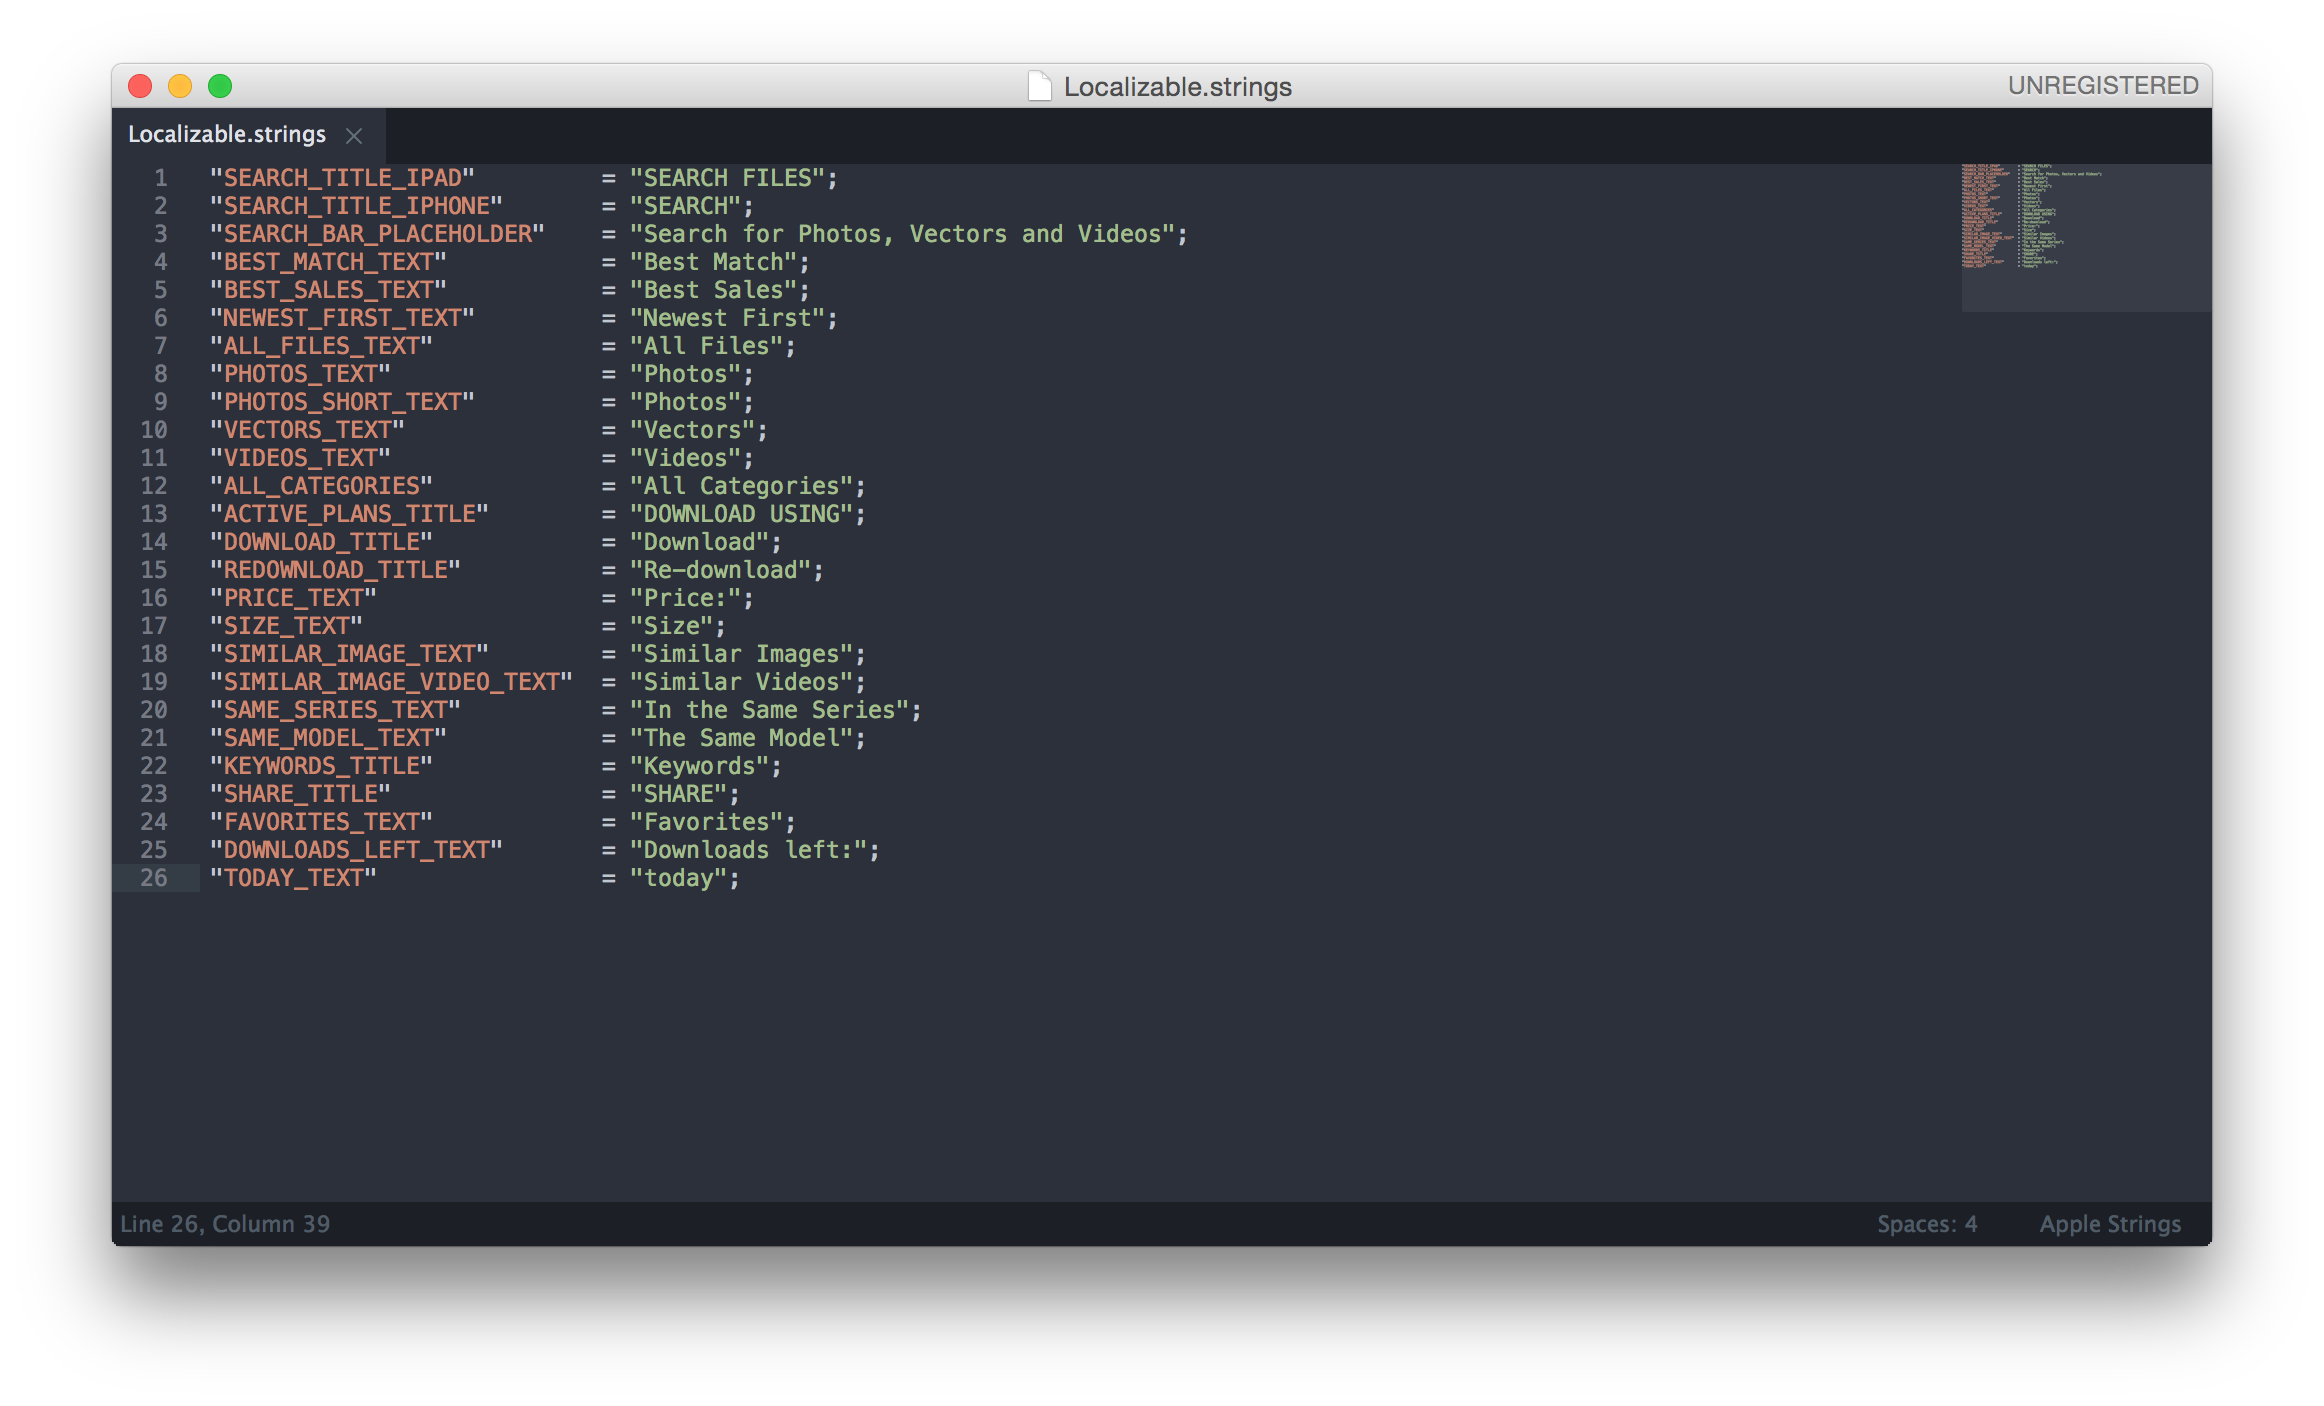 Localizable.strings
UNREGISTERED
Localizable.strings
1 "SEARCH_TITLE_IPAD" = "SEARCH FILES";
2 "SEARCH_TITLE_IPHONE" = "SEARCH";
3 "SEARCH_BAR_PLACEHOLDER" = "Search for Photos, Vectors and Videos";
4 "BEST_MATCH_TEXT" = "Best Match";
5 "BEST_SALES_TEXT" = "Best Sales";
6 "NEWEST_FIRST_TEXT" = "Newest First";
7 "ALL_FILES_TEXT" = "All Files";
8 "PHOTOS_TEXT" = "Photos";
9 "PHOTOS_SHORT_TEXT" = "Photos";
10 "VECTORS_TEXT" = "Vectors";
11 "VIDEOS_TEXT" = "Videos";
12 "ALL_CATEGORIES" = "All Categories";
13 "ACTIVE_PLANS_TITLE" = "DOWNLOAD USING";
14 "DOWNLOAD_TITLE" = "Download";
15 "REDOWNLOAD_TITLE" = "Re-download";
16 "PRICE_TEXT" = "Price:";
17 "SIZE_TEXT" = "Size";
18 "SIMILAR_IMAGE_TEXT" = "Similar Images";
19 "SIMILAR_IMAGE_VIDEO_TEXT" = "Similar Videos";
20 "SAME_SERIES_TEXT" = "In the Same Series";
21 "SAME_MODEL_TEXT" = "The Same Model";
22 "KEYWORDS_TITLE" = "Keywords";
23 "SHARE_TITLE" = "SHARE";
24 "FAVORITES_TEXT" = "Favorites";
25 "DOWNLOADS_LEFT_TEXT" = "Downloads left:";
26 "TODAY_TEXT" = "today";
Line 26, Column 39
Spaces: 4
Apple Strings